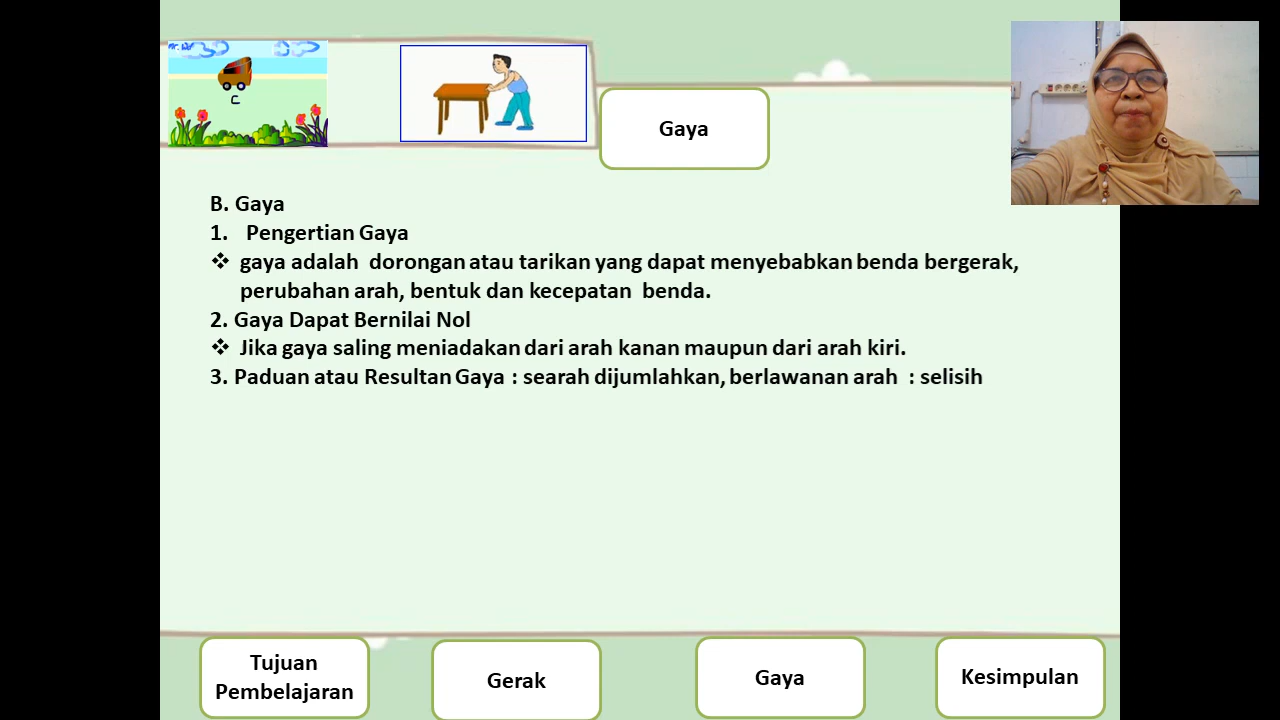 Gaya
B. Gaya
1. Pengertian Gaya
❖ gaya adalah dorongan atau tarikan yang dapat menyebabkan benda bergerak,
perubahan arah, bentuk dan kecepatan benda.
2. Gaya Dapat Bernilai Nol
❖ Jika gaya saling meniadakan dari arah kanan maupun dari arah kiri.
3. Paduan atau Resultan Gaya : searah dijumlahkan, berlawanan arah : selisih
Tujuan
Pembelajaran
Gerak
Gaya
Kesimpulan